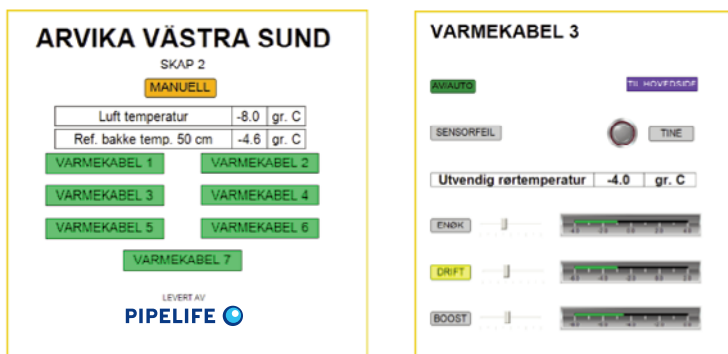 ARVIKA VÄSTRA SUND
SKAP 2
MANUELL
Luft temperatur -8.0 gr. C
Ref. bakke temp. 50 cm -4.6 gr. C
VARMEKABEL 1 VARMEKABEL 2
VARMEKABEL 3 VARMEKABEL 4
VARMEKABEL 5 VARMEKABEL 6
VARMEKABEL 7
LEVERT AV
PIPELIFE
VARMEKABEL 3
AV/AUTO TIL HOVEDSIDE
SENSORFEIL TINE
Utvendig rørtemperatur -4.0 gr. C
ENØK
DRIFT
BOOST